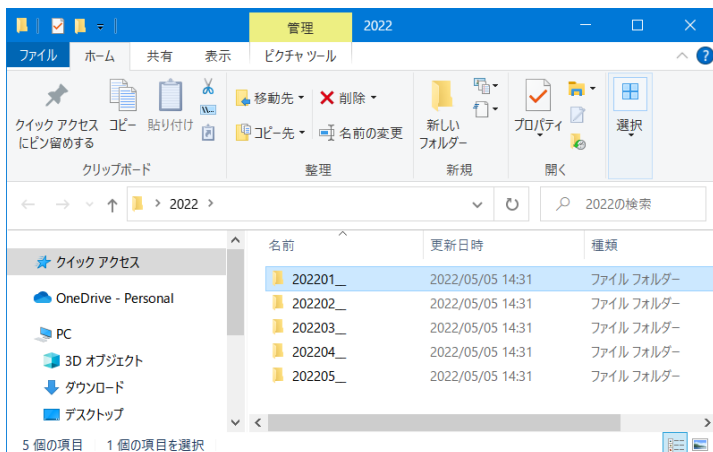 管理 2022
ファイル ホーム 共有 表示 ピクチャ ツール
クイック アクセスにピン留めする
コピー
貼り付け
W...
クリップボード
移動先
コピー先
削除
名前の変更
整理
新しいフォルダー
新規
プロパティ
開く
選択
2022
2022の検索
クイック アクセス
OneDrive - Personal
PC
3D オブジェクト
ダウンロード
デスクトップ
名前 更新日時 種類
202201__ 2022/05/05 14:31 ファイル フォルダー
202202__ 2022/05/05 14:31 ファイル フォルダー
202203__ 2022/05/05 14:31 ファイル フォルダー
202204__ 2022/05/05 14:31 ファイル フォルダー
202205__ 2022/05/05 14:31 ファイル フォルダー
5 個の項目 1 個の項目を選択